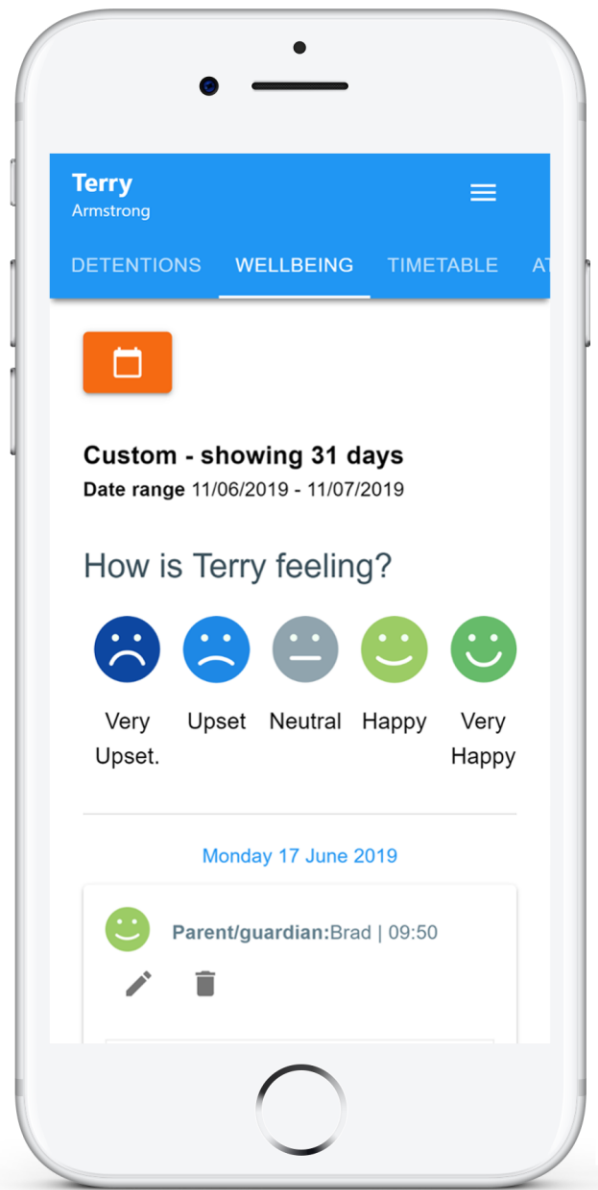 Terry
Armstrong
DETENTIONS WELLBEING TIMETABLE AT
Custom - showing 31 days
Date range 11/06/2019 - 11/07/2019
How is Terry feeling?
Very Upset. Upset Neutral Happy Very Happy
Monday 17 June 2019
Parent/guardian:Brad | 09:50